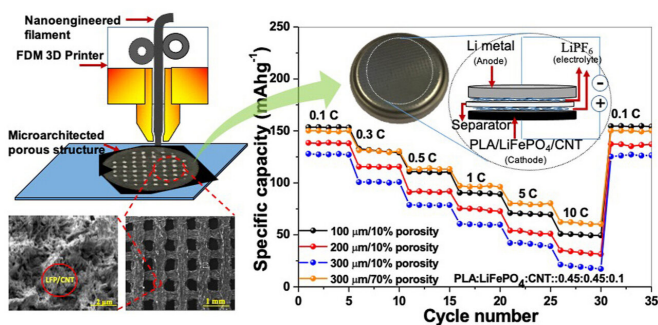 Nanoengineered
filament
FDM 3D Printer
Microarchitected
porous structure
LFP/CNT
2 μm
1 mm
Specific capacity (mAhg⁻¹)
250
200
150
100
50
0
0.1 C
0.3 C
0.5 C
1 C
5 C
10 C
0.1 C
Li metal
(Anode)
LiPF₆
(electrolyte)
Separator
PLA/LiFePO₄/CNT
(Cathode)
-
+
100 μm/10% porosity
200 μm/10% porosity
300 μm/10% porosity
300 μm/70% porosity
PLA:LiFePO₄:CNT::0.45:0.45:0.1
0 5 10 15 20 25 30 35
Cycle number